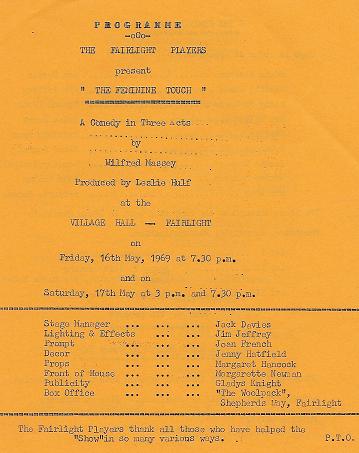 PROGRAMME
-oOo-
THE FAIRLIGHT PLAYERS
present
" THE FEMININE TOUCH "
A Comedy in Three Acts
by
Wilfred Massey
Produced by Leslie Hulf
at the
VILLAGE HALL — FAIRLIGHT
on
Friday, 16th May, 1969 at 7.30 p.m.
and on
Saturday, 17th May at 3 p.m. and 7.30 p.m.
Stage Manager ... ... ... Jack Davies
Lighting & Effects ... ... Jim Jeffrey
Prompt ... ... ... Joan French
Decor ... ... ... Jenny Hatfield
Props ... ... ... Margaret Hancock
Front of House ... ... ... Margarette Newman
Publicity ... ... ... Gladys Knight
Box Office ... ... ... "The Woolpack",
Shepherds Way, Fairlight
The Fairlight Players thank all those who have helped the
"Show"in so many various ways.
P.T.O.